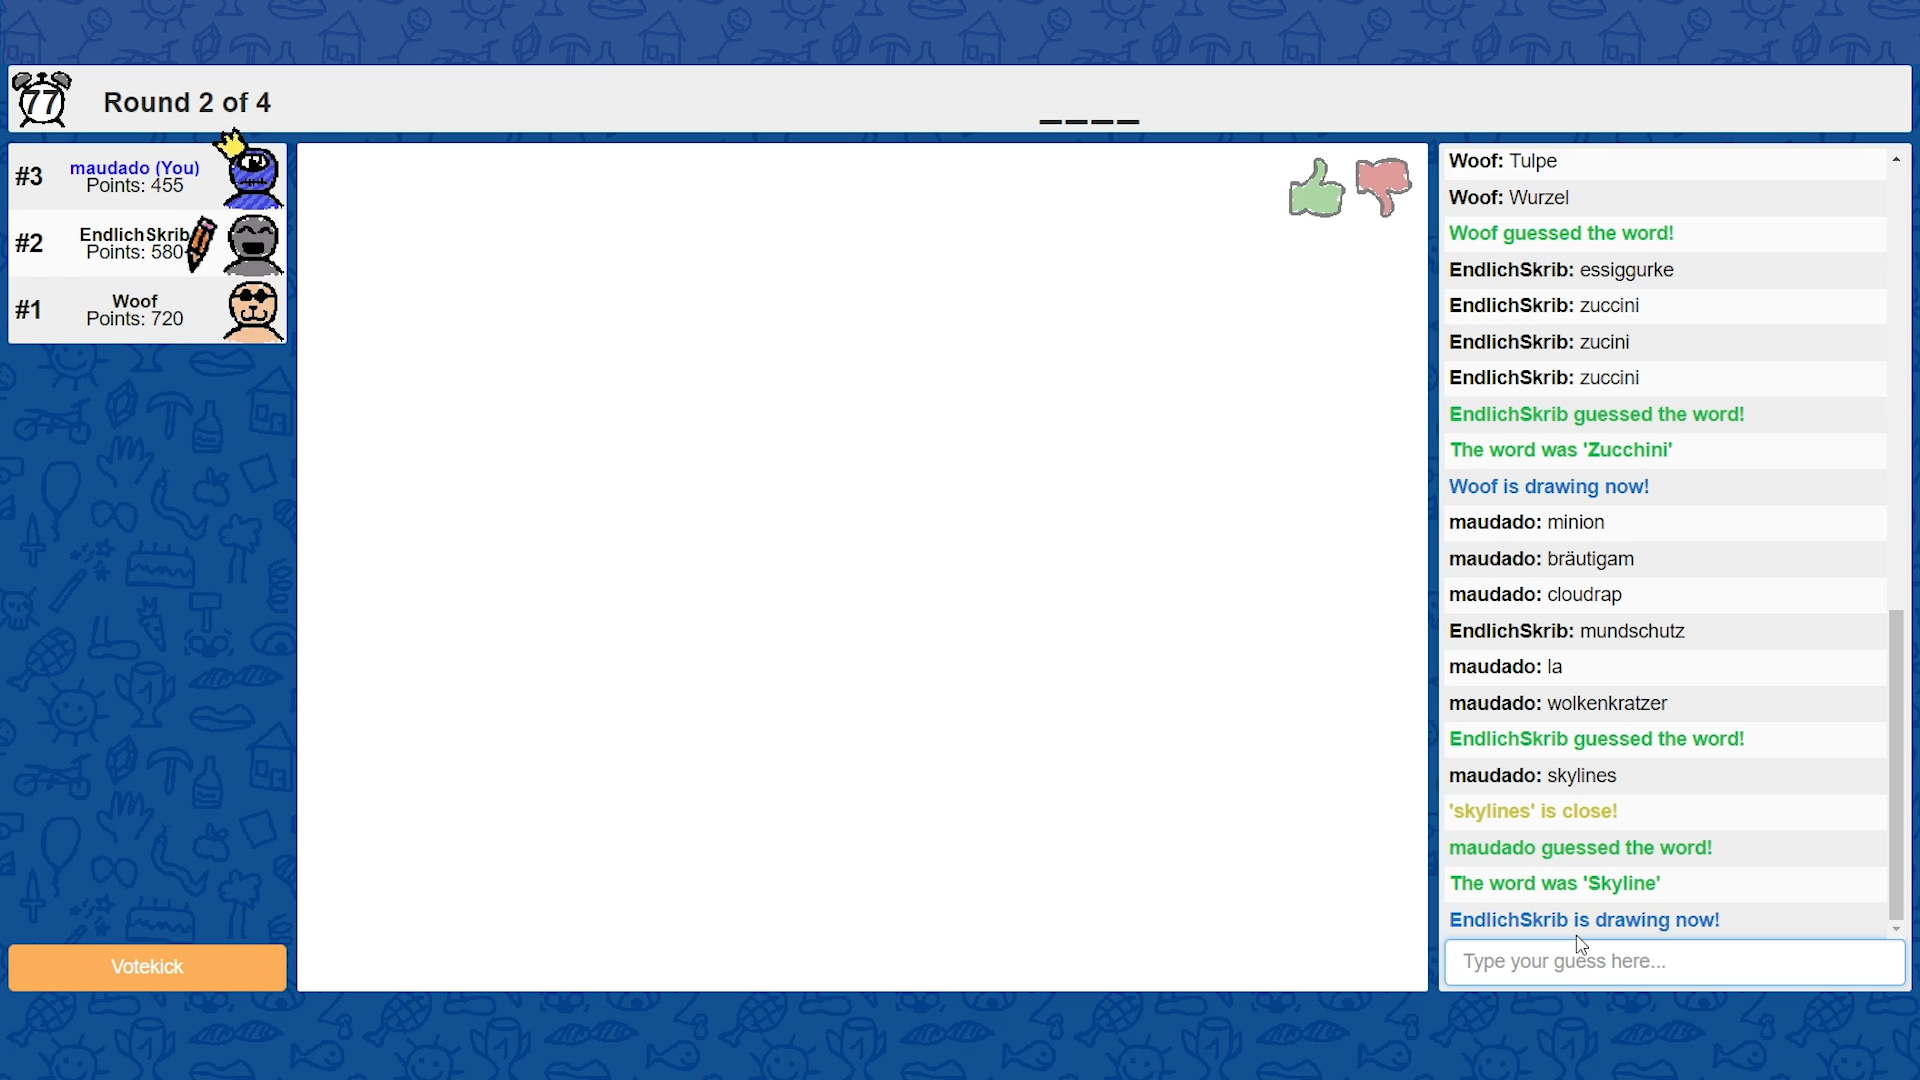 77
Round 2 of 4
____
#3
maudado (You)
Points: 455
#2
EndlichSkrib
Points: 580
#1
Woof
Points: 720
Votekick
Woof: Tulpe
Woof: Wurzel
Woof guessed the word!
EndlichSkrib: essiggurke
EndlichSkrib: zuccini
EndlichSkrib: zucini
EndlichSkrib: zuccini
EndlichSkrib guessed the word!
The word was 'Zucchini'
Woof is drawing now!
maudado: minion
maudado: bräutigam
maudado: cloudrap
EndlichSkrib: mundschutz
maudado: la
maudado: wolkenkratzer
EndlichSkrib guessed the word!
maudado: skylines
'skylines' is close!
maudado guessed the word!
The word was 'Skyline'
EndlichSkrib is drawing now!
Type your guess here...